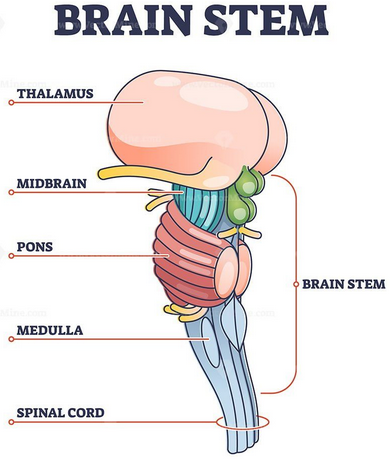 BRAIN STEM
THALAMUS
MIDBRAIN
PONS
BRAIN STEM
MEDULLA
SPINAL CORD